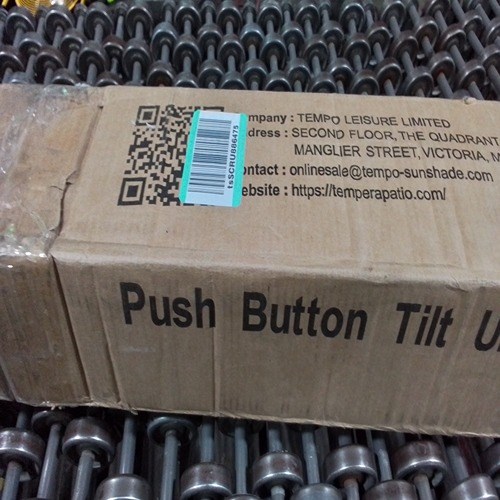 mpany : TEMPO LEISURE LIMITED
dress : SECOND FLOOR, THE QUADRANT
MANGLIER STREET, VICTORIA,
ontact : onlinesale@tempo-sunshade.com
ebsite : https://temperapatio.com/
tsSCRU886475
Push Button Tilt